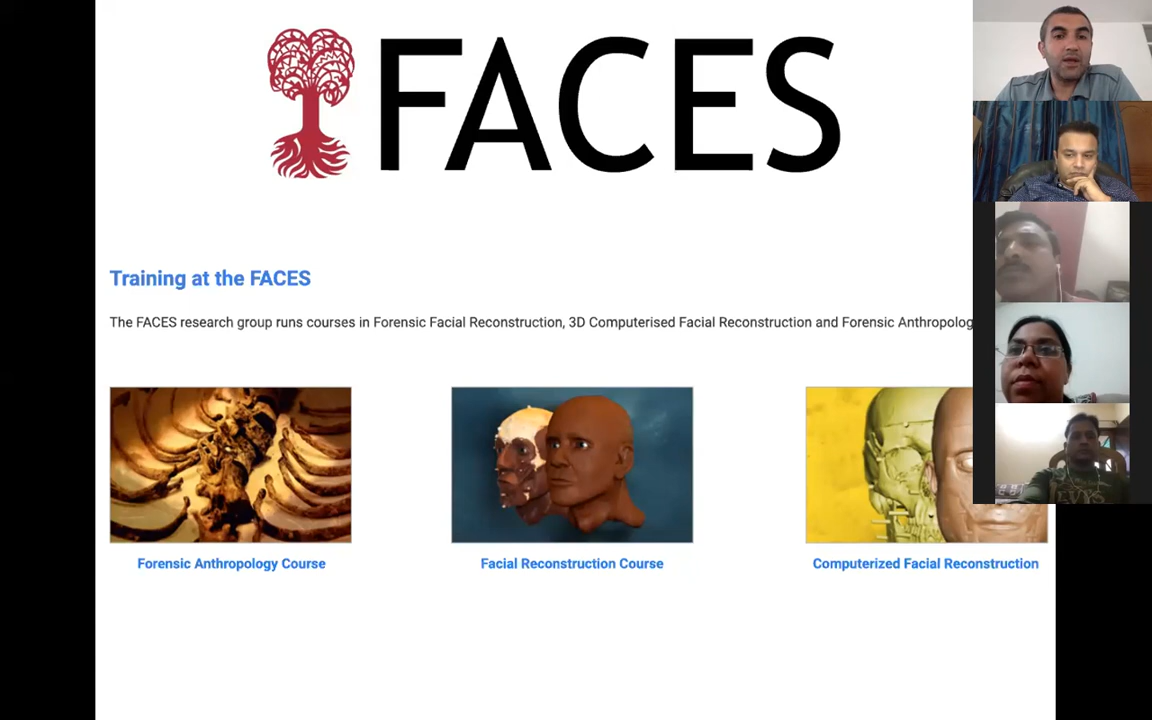 FACES
Training at the FACES
The FACES research group runs courses in Forensic Facial Reconstruction, 3D Computerised Facial Reconstruction and Forensic
Forensic Anthropology Course
Facial Reconstruction Course
Computerized Facial Reconstruction